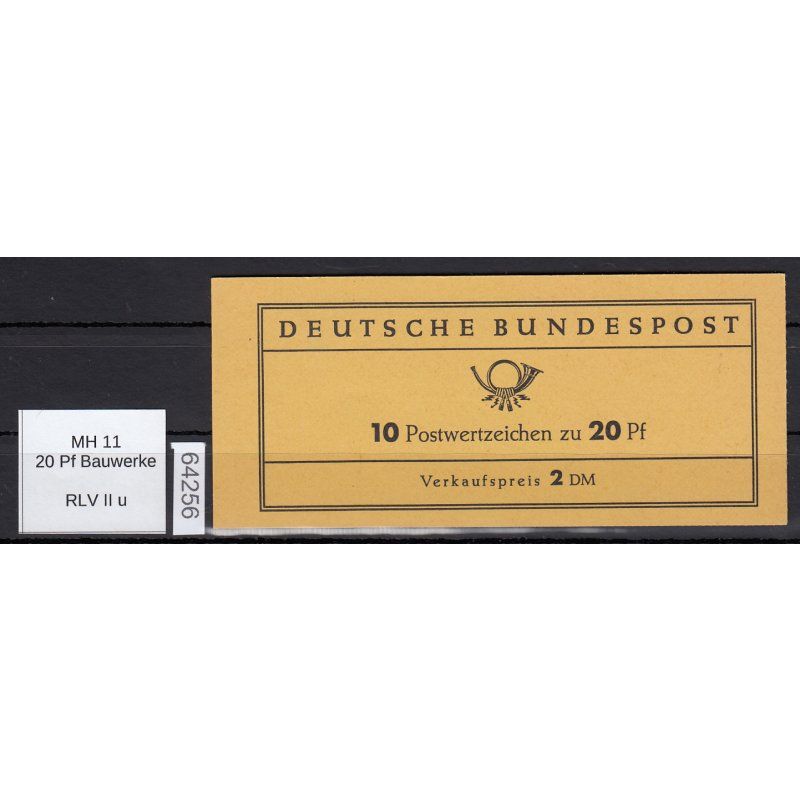 DEUTSCHE BUNDESPOST
10 Postwertzeichen zu 20 Pf
Verkaufspreis 2 DM
MH 11
20 Pf Bauwerke
RLV II u
64256